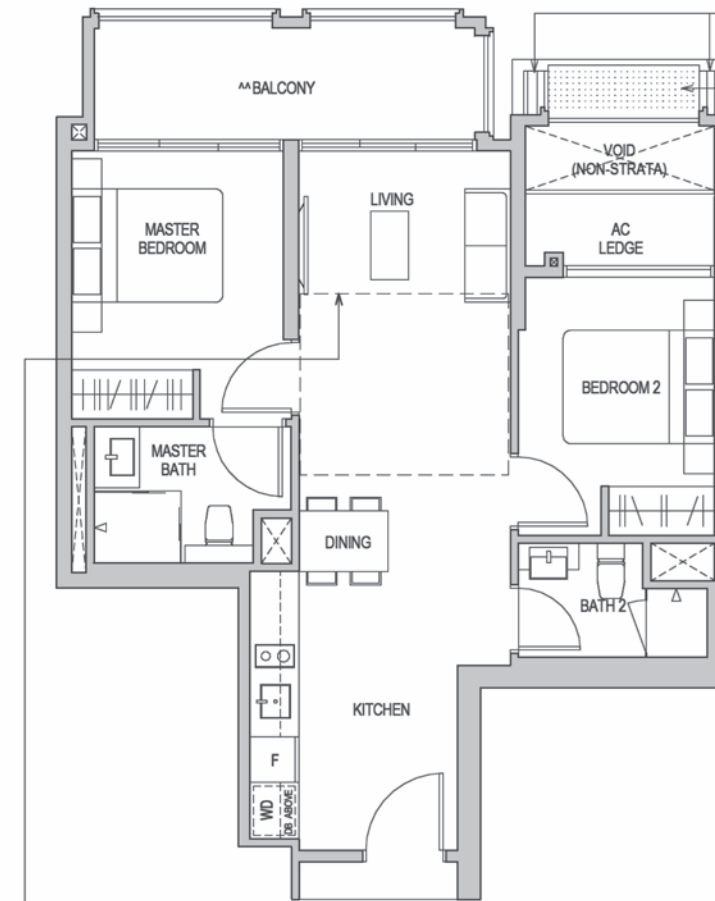 ^^BALCONY
VOID
(NON-STRATA)
LIVING
MASTER
BEDROOM
AC
LEDGE
BEDROOM 2
MASTER
BATH
DINING
BATH 2
KITCHEN
F
WD
DB ABOVE